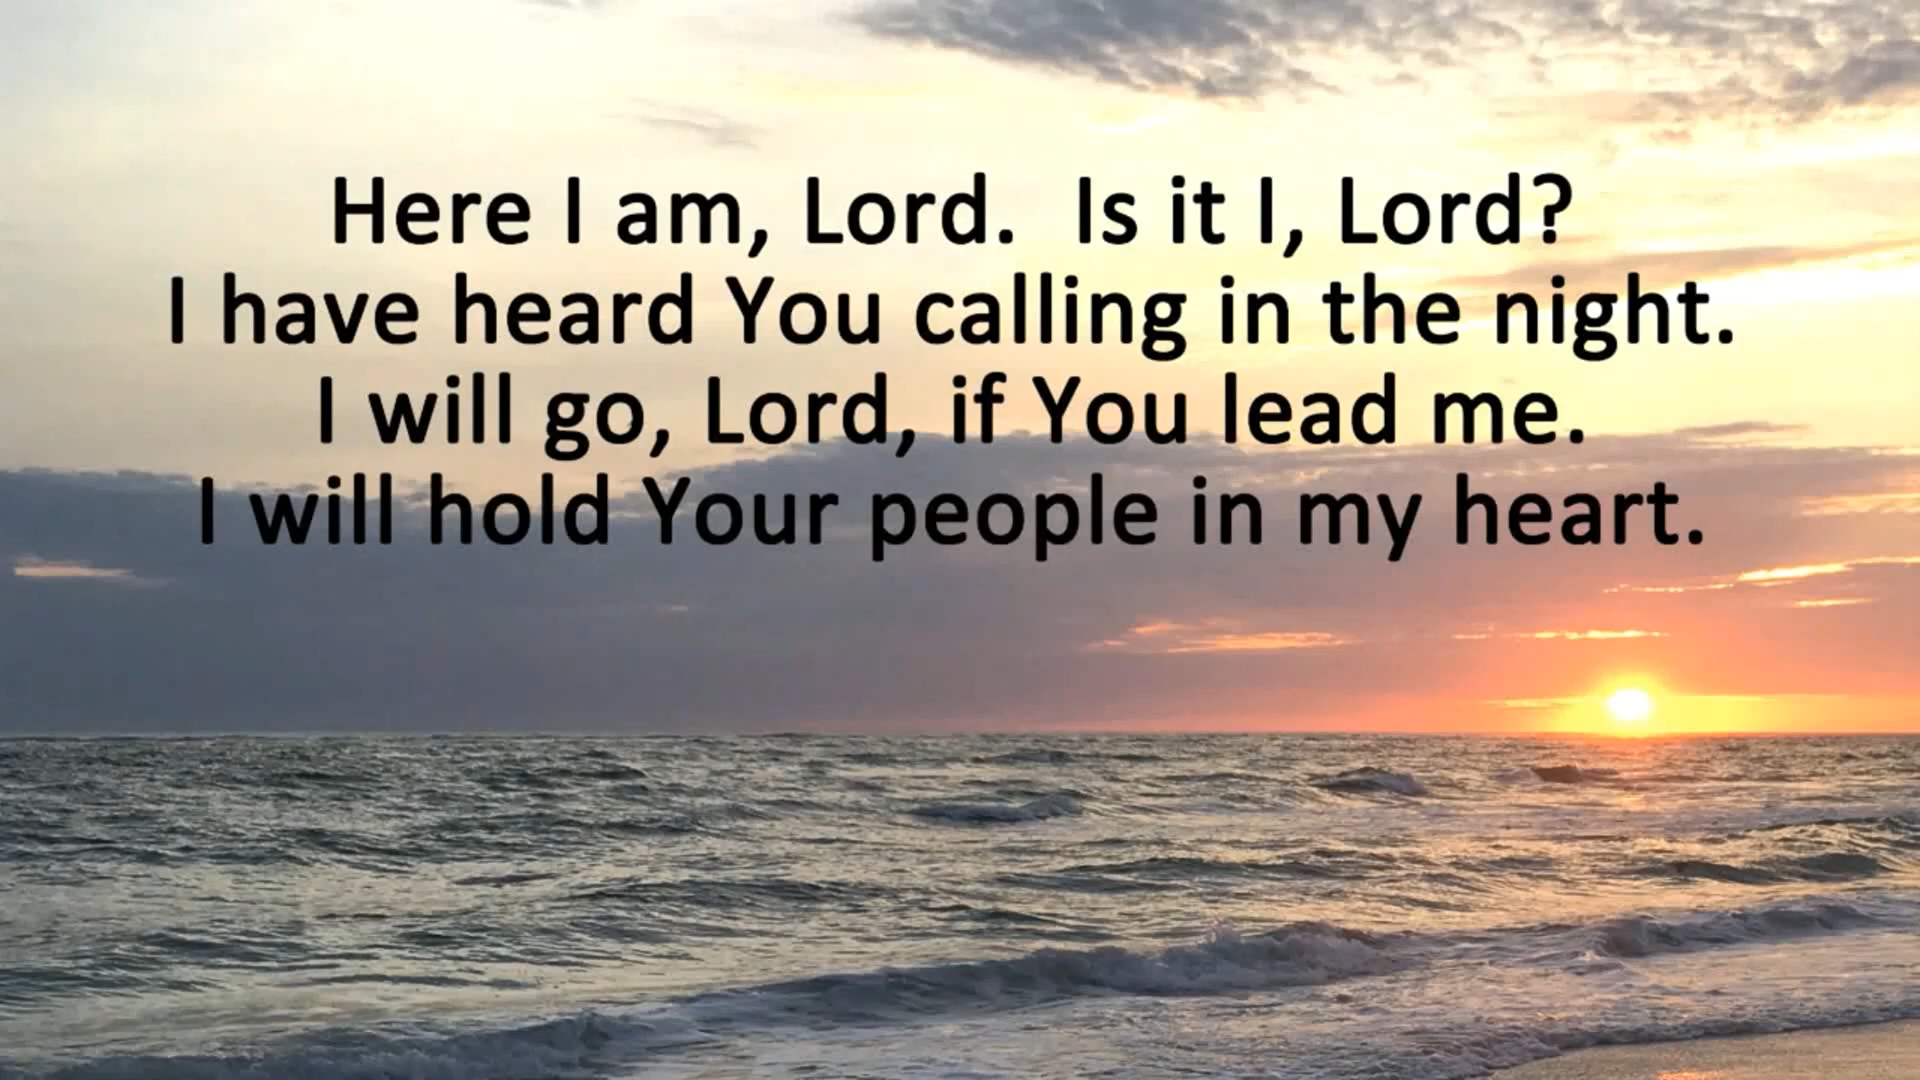 Here I am, Lord.  Is it I, Lord?
I have heard You calling in the night.
I will go, Lord, if You lead me.
I will hold Your people in my heart.